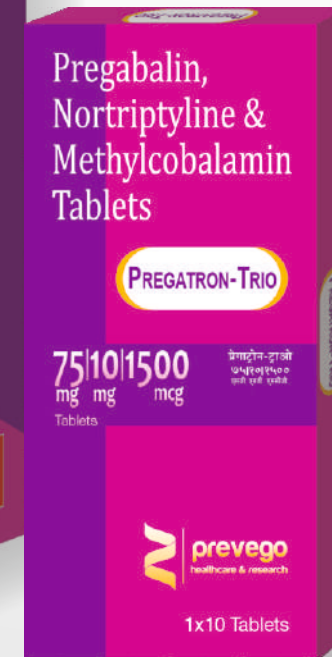 Pregabalin,
Nortriptyline &
Methylcobalamin
Tablets
PREGATRON-TRIO
75|10|1500
mg mg mcg
Tablets
प्रेगाट्रोन-ट्राओ
७५|१०|१५००
prevego
healthcare & research
1x10 Tablets